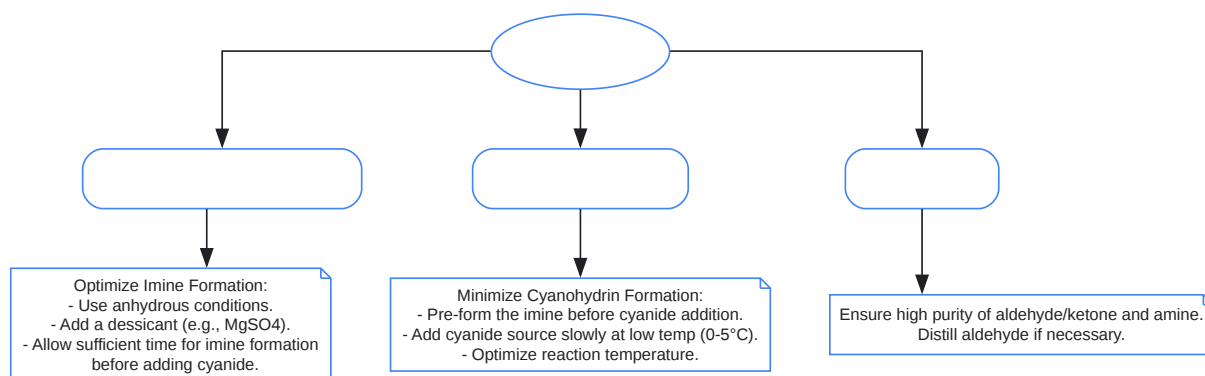 Optimize Imine Formation:
- Use anhydrous conditions.
- Add a dessicant (e.g., MgSO4).
- Allow sufficient time for imine formation
before adding cyanide.
Minimize Cyanohydrin Formation:
- Pre-form the imine before cyanide addition.
- Add cyanide source slowly at low temp (0-5°C).
- Optimize reaction temperature.
Ensure high purity of aldehyde/ketone and amine.
Distill aldehyde if necessary.